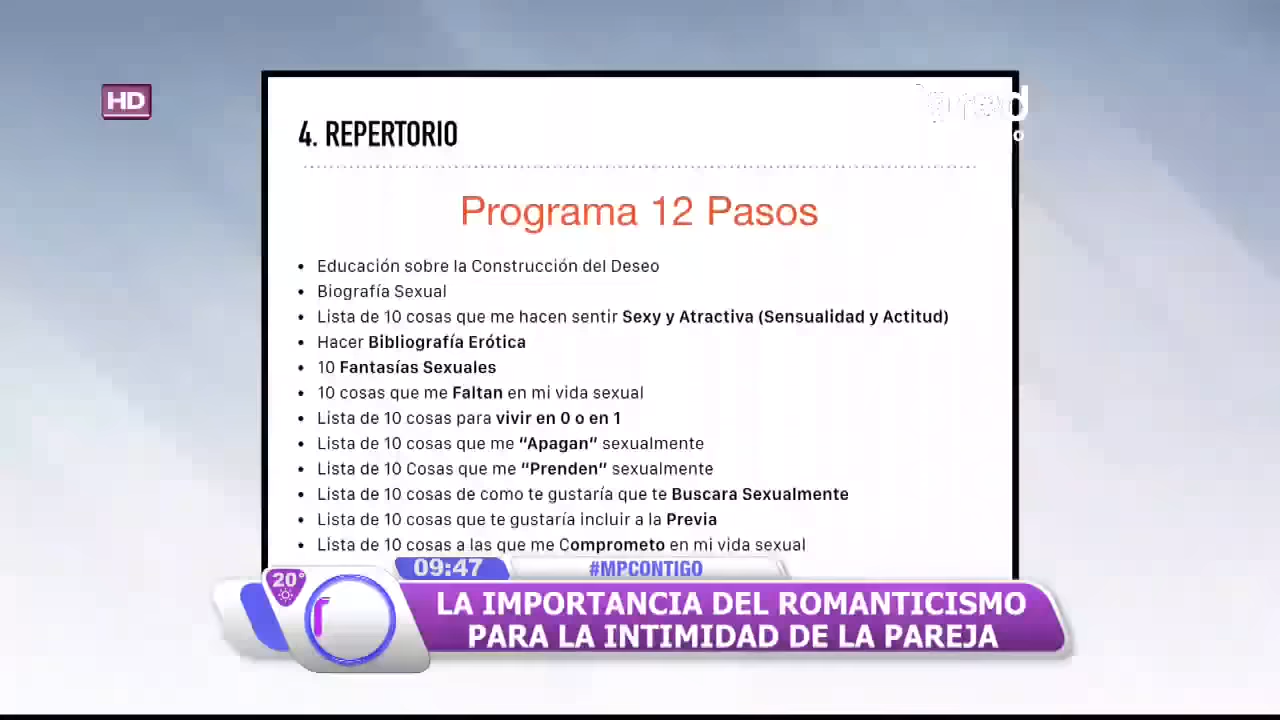 HD
4. REPERTORIO
Programa 12 Pasos
• Educación sobre la Construcción del Deseo
• Biografía Sexual
• Lista de 10 cosas que me hacen sentir Sexy y Atractiva (Sensualidad y Actitud)
• Hacer Bibliografía Erótica
• 10 Fantasías Sexuales
• 10 cosas que me Faltan en mi vida sexual
• Lista de 10 cosas para vivir en 0 o en 1
• Lista de 10 cosas que me “Apagan” sexualmente
• Lista de 10 Cosas que me “Prenden” sexualmente
• Lista de 10 cosas de como te gustaría que te Buscara Sexualmente
• Lista de 10 cosas que te gustaría incluir a la Previa
• Lista de 10 cosas a las que me Comprometo en mi vida sexual
09:47 #MPCONTIGO
20°
LA IMPORTANCIA DEL ROMANTICISMO
PARA LA INTIMIDAD DE LA PAREJA